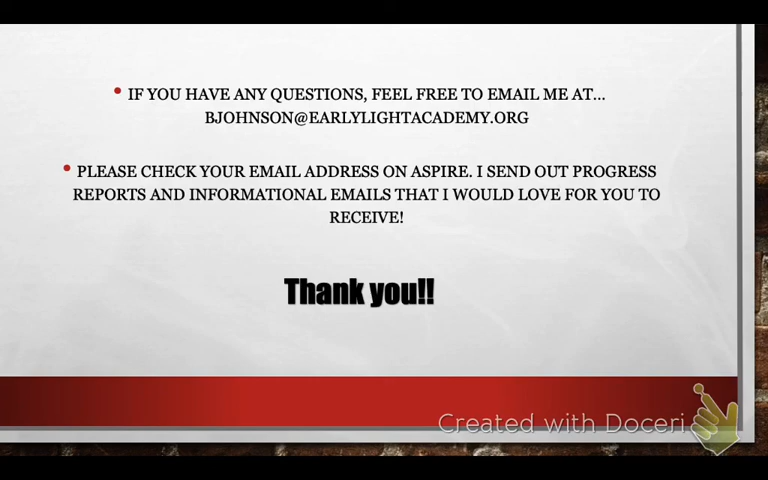 • IF YOU HAVE ANY QUESTIONS, FEEL FREE TO EMAIL ME AT…
BJOHNSON@EARLYLIGHTACADEMY.ORG
• PLEASE CHECK YOUR EMAIL ADDRESS ON ASPIRE. I SEND OUT PROGRESS
REPORTS AND INFORMATIONAL EMAILS THAT I WOULD LOVE FOR YOU TO
RECEIVE!
Thank you!!
Created with Doceri